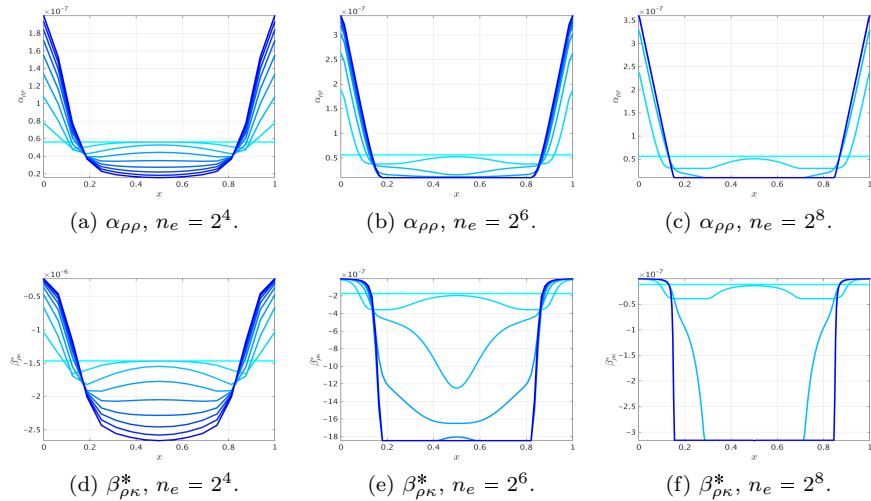 ×10⁻⁷
1.8
1.6
1.4
1.2
1
0.8
0.6
0.4
0.2
α_ρρ
0 0.2 0.4 0.6 0.8 1
x
(a) α_ρρ, n_e = 2⁴.
×10⁻⁷
3
2.5
2
1.5
1
0.5
α_ρρ
0 0.2 0.4 0.6 0.8 1
x
(b) α_ρρ, n_e = 2⁶.
×10⁻⁷
3.5
3
2.5
2
1.5
1
0.5
α_ρρ
0 0.2 0.4 0.6 0.8 1
x
(c) α_ρρ, n_e = 2⁸.
×10⁻⁶
−0.5
−1
−1.5
−2
−2.5
β*_ρκ
0 0.2 0.4 0.6 0.8 1
x
(d) β*_ρκ, n_e = 2⁴.
×10⁻⁷
−2
−4
−6
−8
−10
−12
−14
−16
−18
β*_ρκ
0 0.2 0.4 0.6 0.8 1
x
(e) β*_ρκ, n_e = 2⁶.
×10⁻⁷
−0.5
−1
−1.5
−2
−2.5
−3
β*_ρκ
0 0.2 0.4 0.6 0.8 1
x
(f) β*_ρκ, n_e = 2⁸.